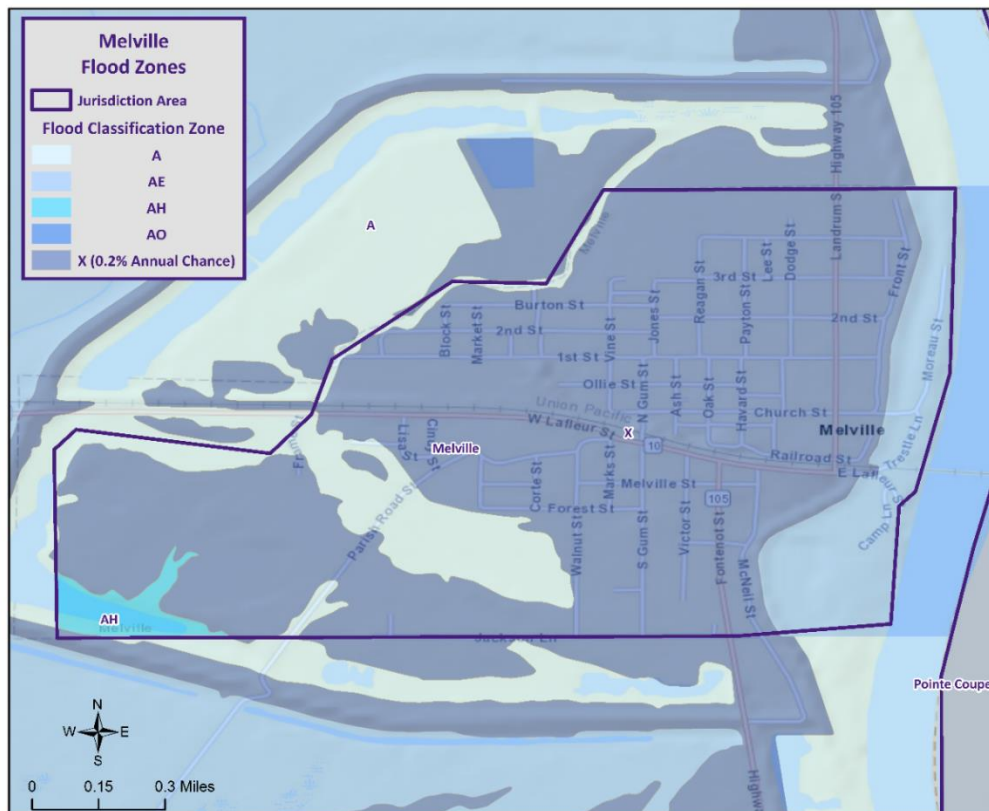 Melville
Flood Zones
Jurisdiction Area
Flood Classification Zone
A
AE
AH
AO
X (0.2% Annual Chance)
Highway 105
Landrum S
A
Melville
3rd St
Lee St
Dodge St
Reagan St
Payton St
Front St
Burton St
Block St
Market St
2nd St
Vine St
Jones St
2nd St
Moreau St
1st St
Ollie St
N Gum St
Ash St
Oak St
Havard St
Church St
Union Pacific
W Lafleur St
X
10
Melville
Railroad St
E Lafleur S
Trestle Ln
Camp Ln
Lisa St
Cindy St
Melville
Parish Road St
Corte St
Marks St
Melville St
Forest St
105
Walnut St
S Gum St
Victor St
Fontenot St
McNeil St
AH
Melville
Jackson Ln
Pointe Coupe
N
W E
S
0 0.15 0.3 Miles
Highw